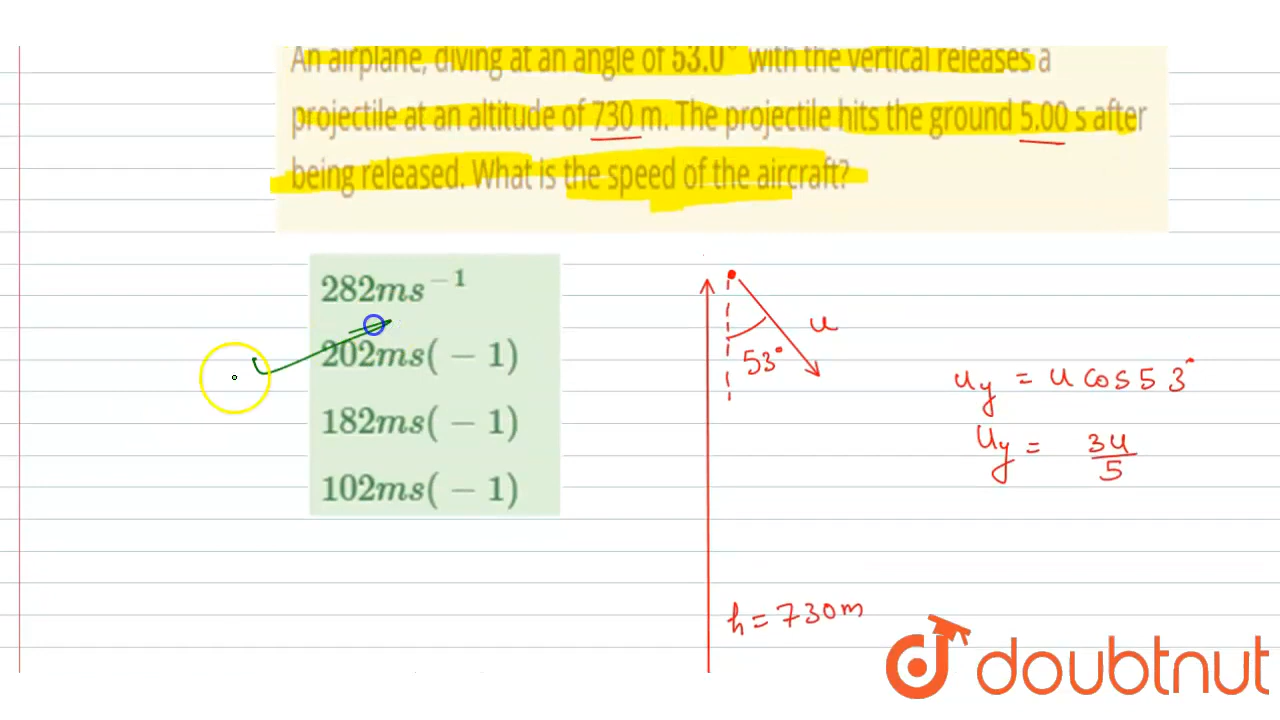 An airplane, diving at an angle of 53.0° with the vertical releases a
projectile at an altitude of 730 m. The projectile hits the ground 5.00 s after
being released. What is the speed of the aircraft?
282ms⁻¹
202ms(−1)
182ms(−1)
102ms(−1)
u
53°
u_y = u cos 53°
u_y = 3u/5
h = 730m
doubtnut